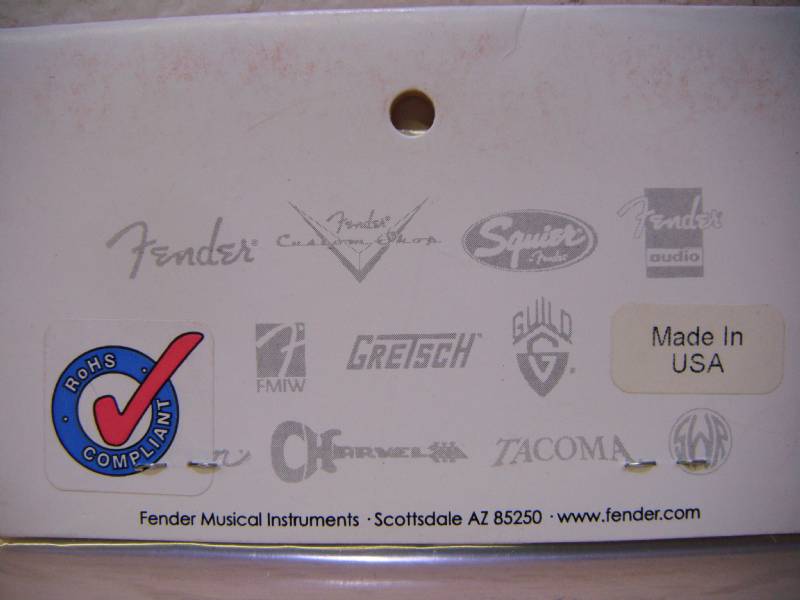 Fender®
Fender®
Custom Shop
Squier®
by Fender
Fender
audio
FMIW
GRETSCH
GUILD
G®
Made In
USA
RoHS
COMPLIANT
CHARVEL
TACOMA
SWR
Fender Musical Instruments · Scottsdale AZ 85250 · www.fender.com